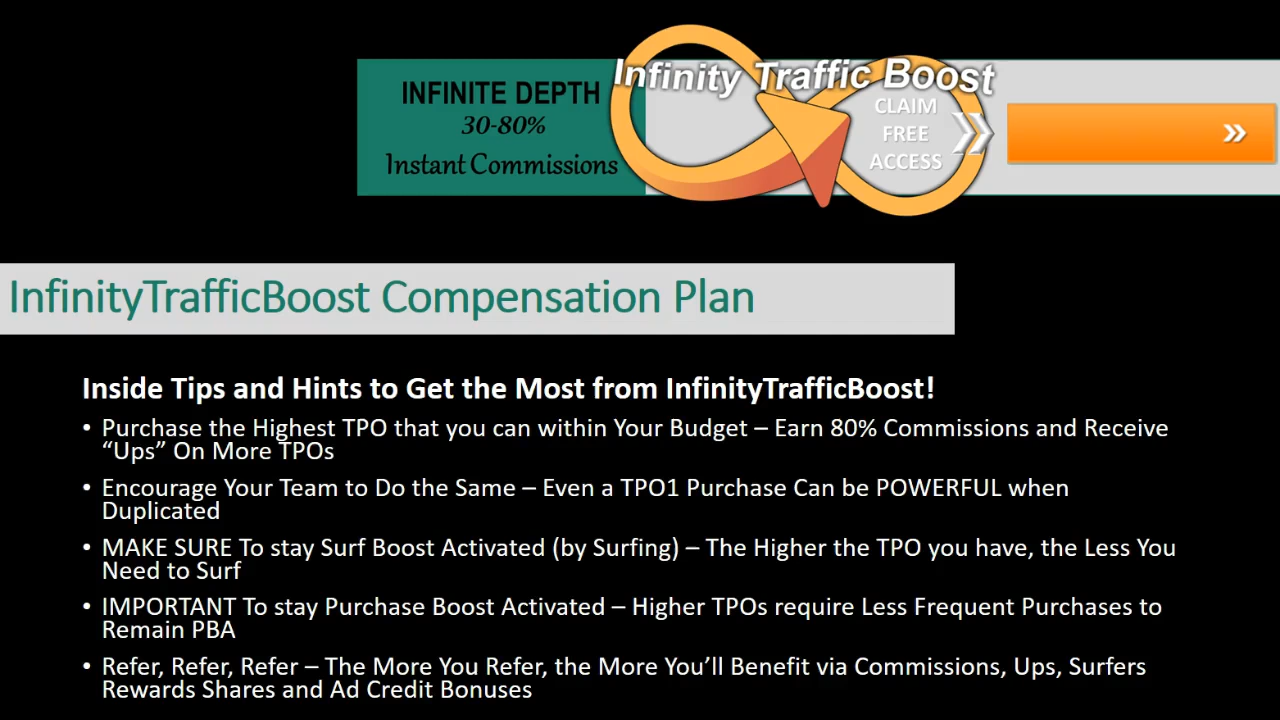 INFINITE DEPTH
30-80%
Instant Commissions
Infinity Traffic Boost
CLAIM
FREE
ACCESS
InfinityTrafficBoost Compensation Plan
Inside Tips and Hints to Get the Most from InfinityTrafficBoost!
• Purchase the Highest TPO that you can within Your Budget – Earn 80% Commissions and Receive
“Ups” On More TPOs
• Encourage Your Team to Do the Same – Even a TPO1 Purchase Can be POWERFUL when
Duplicated
• MAKE SURE To stay Surf Boost Activated (by Surfing) – The Higher the TPO you have, the Less You
Need to Surf
• IMPORTANT To stay Purchase Boost Activated – Higher TPOs require Less Frequent Purchases to
Remain PBA
• Refer, Refer, Refer – The More You Refer, the More You’ll Benefit via Commissions, Ups, Surfers
Rewards Shares and Ad Credit Bonuses